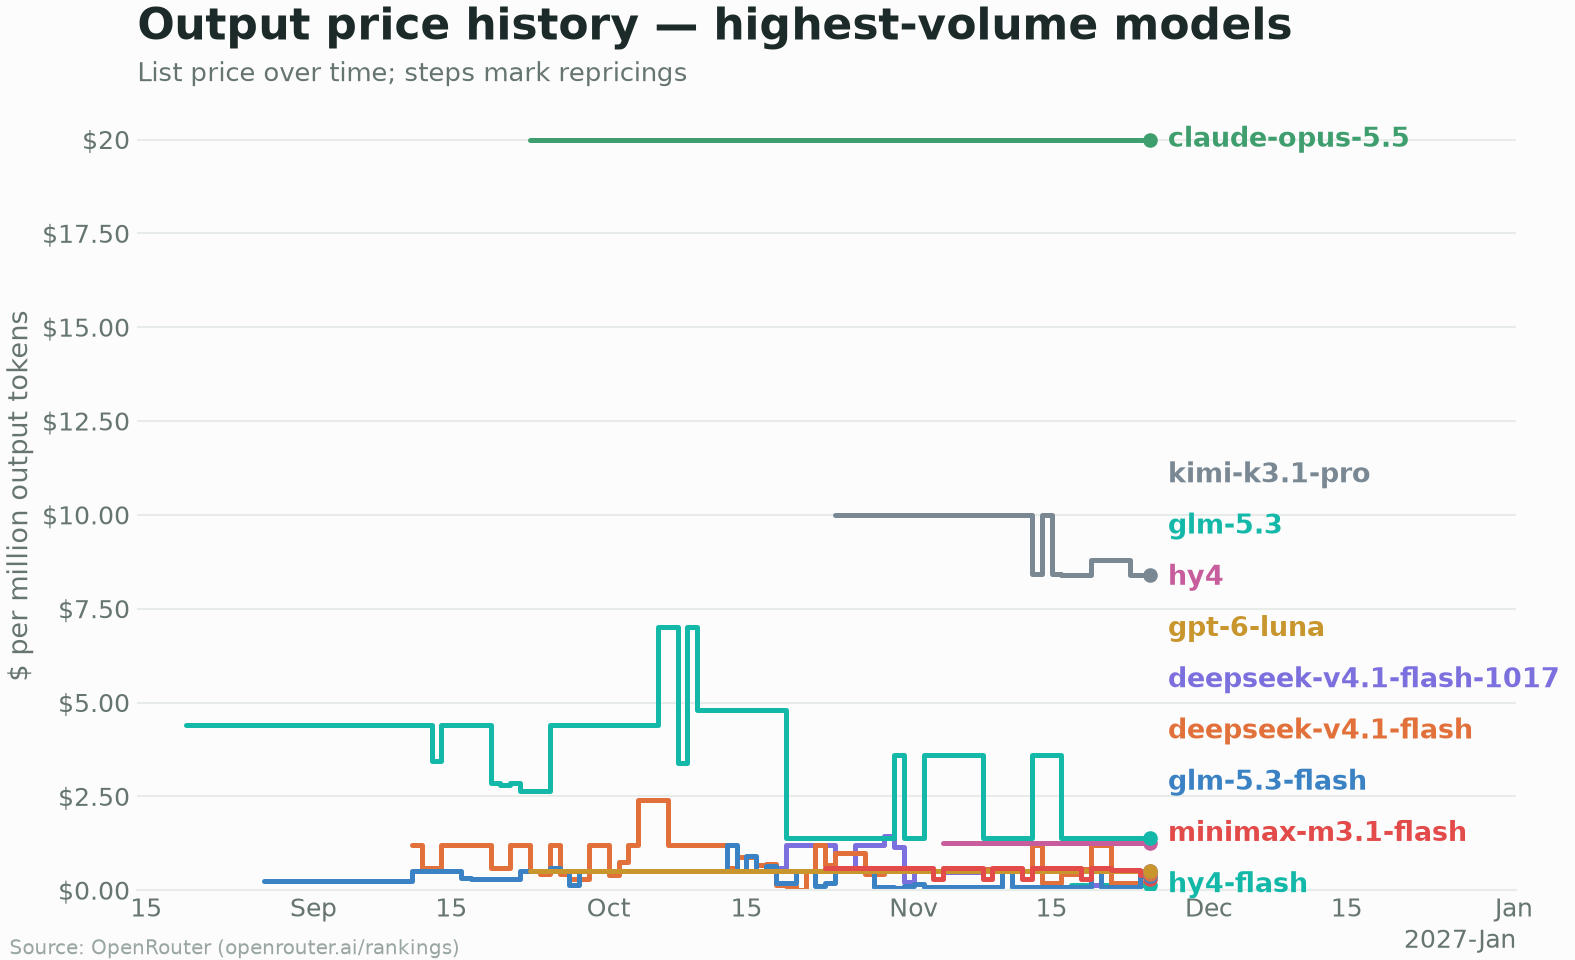 Output price history — highest-volume models
List price over time; steps mark repricings
$ per million output tokens
$20
$17.50
$15.00
$12.50
$10.00
$7.50
$5.00
$2.50
$0.00
claude-opus-5.5
kimi-k3.1-pro
glm-5.3
hy4
gpt-6-luna
deepseek-v4.1-flash-1017
deepseek-v4.1-flash
glm-5.3-flash
minimax-m3.1-flash
hy4-flash
15 Sep 15 Oct 15 Nov 15 Dec 15 Jan
2027-Jan
Source: OpenRouter (openrouter.ai/rankings)